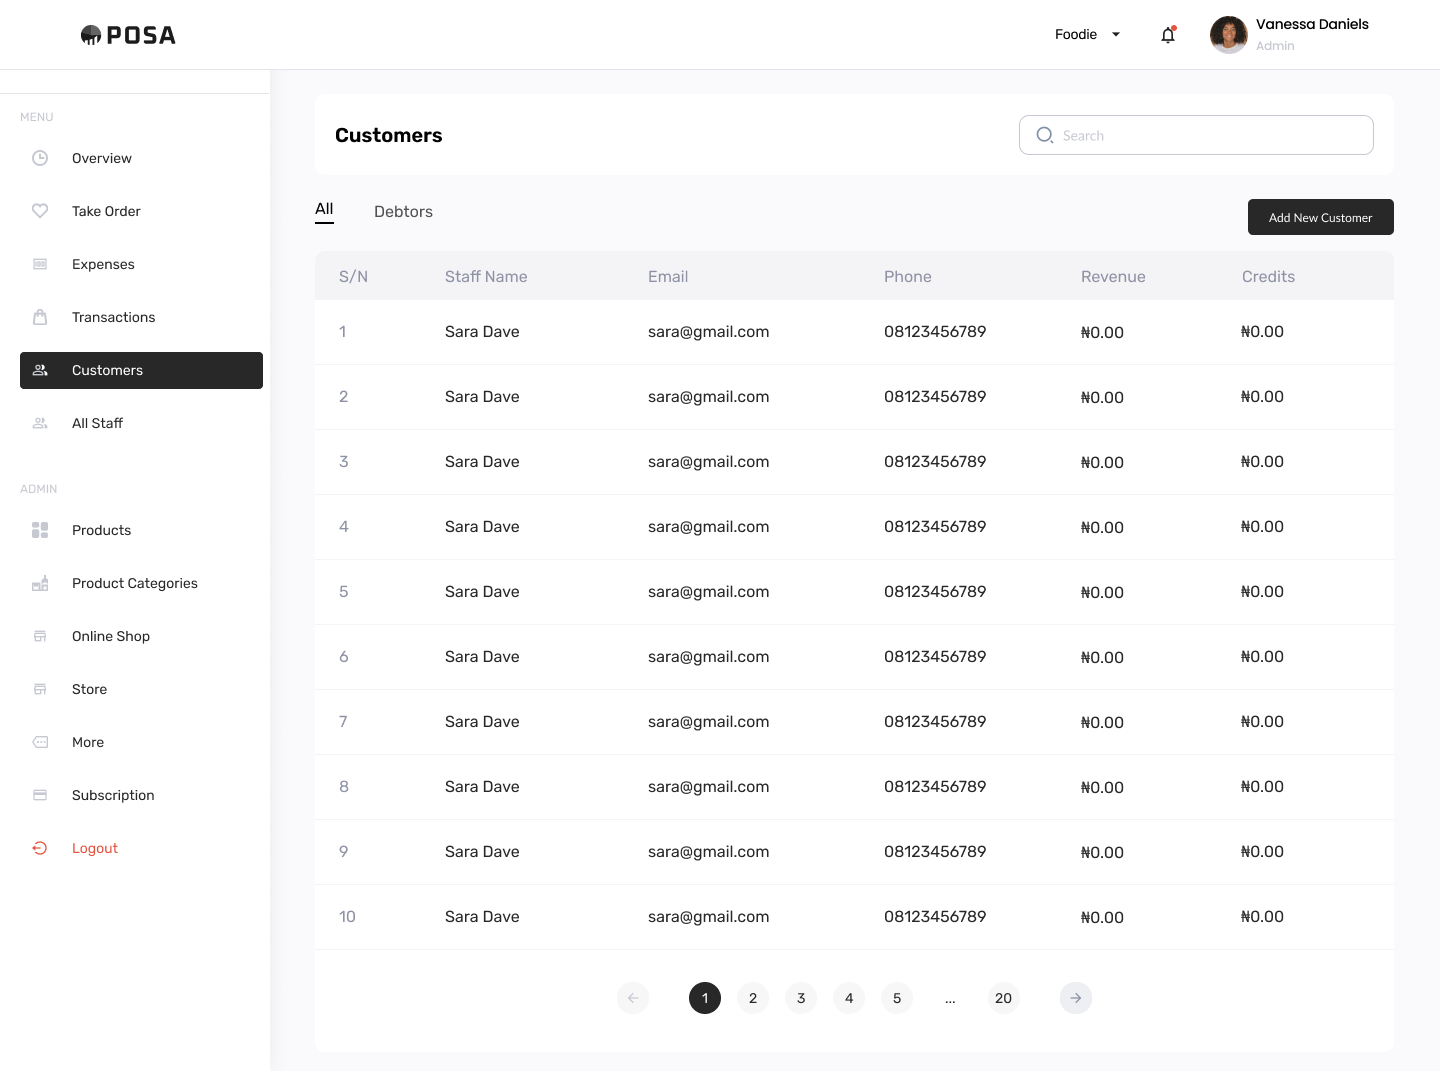 POSA
Foodie
Vanessa Daniels
Admin
MENU
Overview
Take Order
Expenses
Transactions
Customers
All Staff
ADMIN
Products
Product Categories
Online Shop
Store
More
Subscription
Logout
Customers
Search
All Debtors
Add New Customer
S/N Staff Name Email Phone Revenue Credits
1 Sara Dave sara@gmail.com 08123456789 ₦0.00 ₦0.00
2 Sara Dave sara@gmail.com 08123456789 ₦0.00 ₦0.00
3 Sara Dave sara@gmail.com 08123456789 ₦0.00 ₦0.00
4 Sara Dave sara@gmail.com 08123456789 ₦0.00 ₦0.00
5 Sara Dave sara@gmail.com 08123456789 ₦0.00 ₦0.00
6 Sara Dave sara@gmail.com 08123456789 ₦0.00 ₦0.00
7 Sara Dave sara@gmail.com 08123456789 ₦0.00 ₦0.00
8 Sara Dave sara@gmail.com 08123456789 ₦0.00 ₦0.00
9 Sara Dave sara@gmail.com 08123456789 ₦0.00 ₦0.00
10 Sara Dave sara@gmail.com 08123456789 ₦0.00 ₦0.00
1 2 3 4 5 ... 20